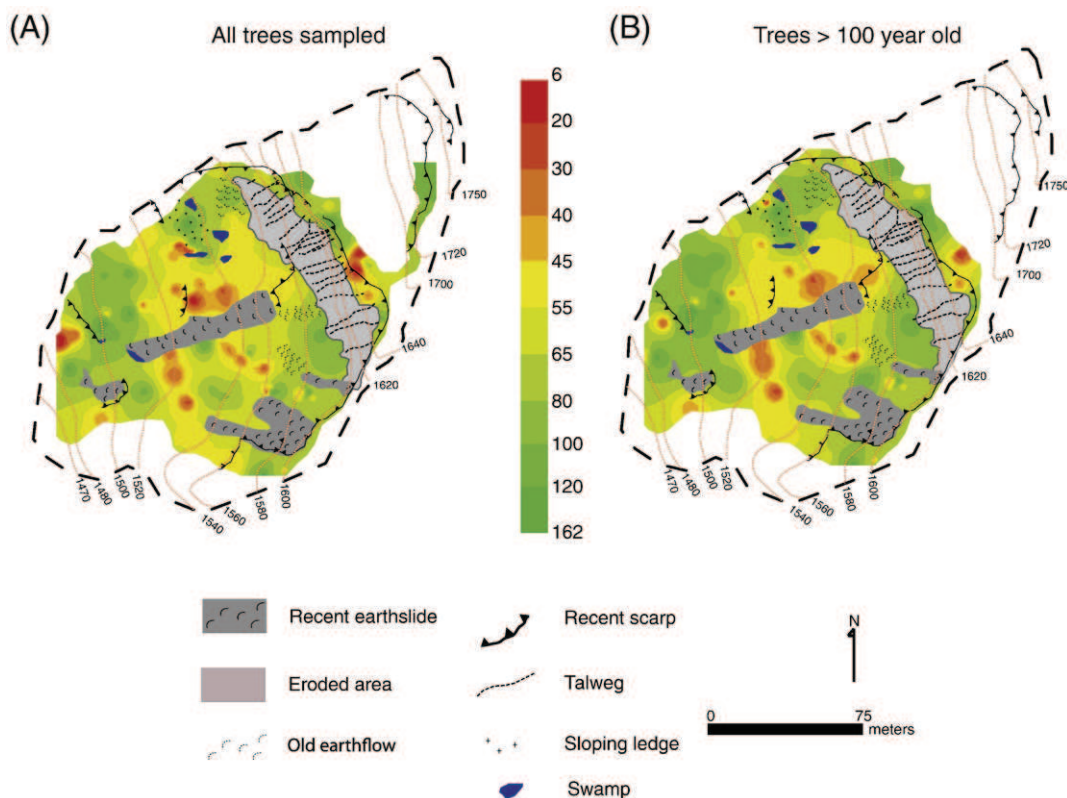 (A)
All trees sampled
(B)
Trees > 100 year old
6
20
30
40
45
55
65
80
100
120
162
1750
1720
1700
1640
1620
1600
1580
1560
1540
1520
1500
1480
1470
1750
1720
1700
1640
1620
1600
1580
1560
1540
1520
1500
1480
1470
Recent earthslide
Recent scarp
N
Eroded area
Talweg
0 75
meters
Old earthflow
Sloping ledge
Swamp